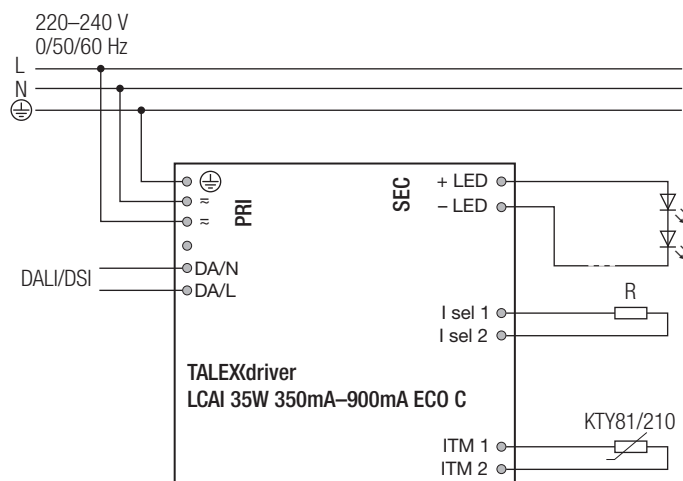 220–240 V
0/50/60 Hz
L
N
PRI
≂
≂
SEC
+ LED
– LED
DALI/DSI
DA/N
DA/L
I sel 1
I sel 2
R
TALEXXdriver
LCAI 35W 350mA–900mA ECO C
KTY81/210
ITM 1
ITM 2